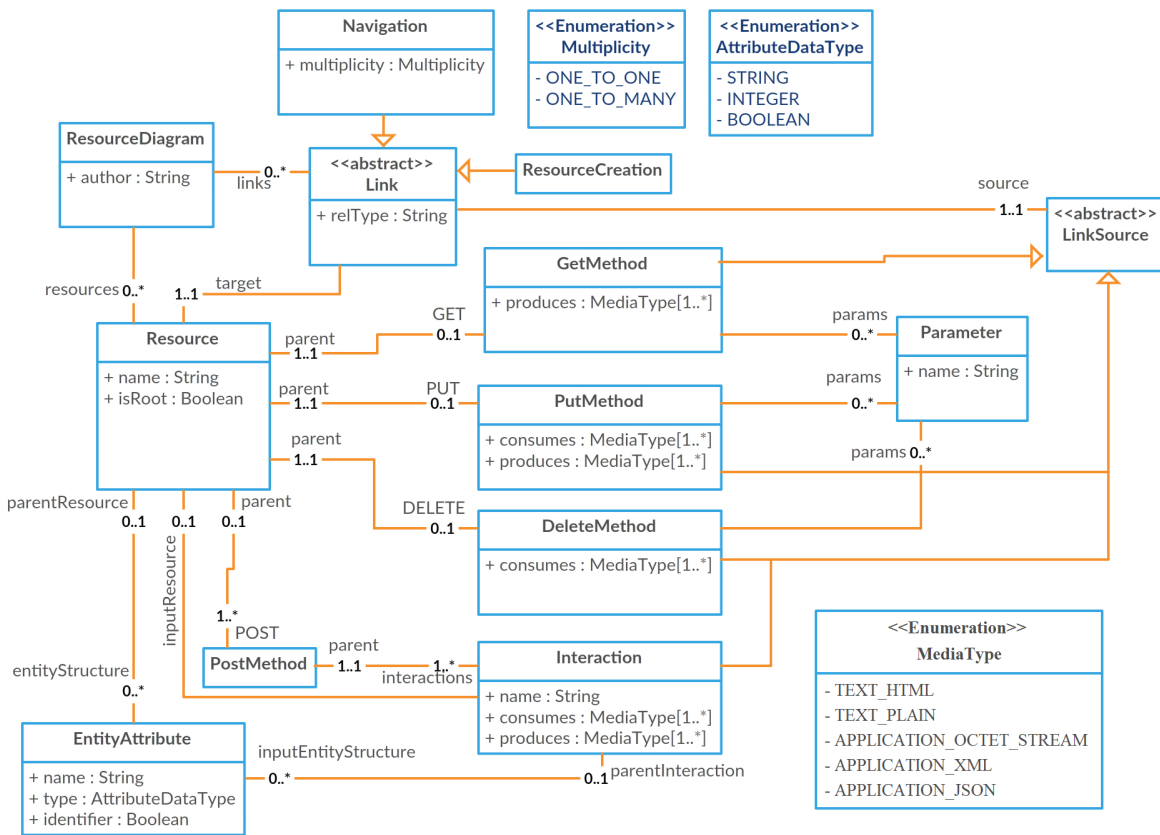 Navigation
+ multiplicity : Multiplicity
<<Enumeration>>
Multiplicity
- ONE_TO_ONE
- ONE_TO_MANY
<<Enumeration>>
AttributeDataType
- STRING
- INTEGER
- BOOLEAN
ResourceDiagram
+ author : String
0..*
links
<<abstract>>
Link
+ relType : String
ResourceCreation
source
1..1
<<abstract>>
LinkSource
resources
0..*
target
1..1
GetMethod
+ produces : MediaType[1..*]
Resource
+ name : String
+ isRoot : Boolean
parent
1..1
GET
0..1
params
0..*
Parameter
+ name : String
parent
1..1
PUT
0..1
PutMethod
+ consumes : MediaType[1..*]
+ produces : MediaType[1..*]
params
0..*
parent
1..1
params
0..*
DELETE
0..1
DeleteMethod
+ consumes : MediaType[1..*]
parentResource
0..1
0..1
inputResource
parent
0..1
1..*
POST
PostMethod
parent
1..1
1..*
interactions
Interaction
+ name : String
+ consumes : MediaType[1..*]
+ produces : MediaType[1..*]
entityStructure
0..*
EntityAttribute
+ name : String
+ type : AttributeDataType
+ identifier : Boolean
inputEntityStructure
0..*
0..1
parentInteraction
<<Enumeration>>
MediaType
- TEXT_HTML
- TEXT_PLAIN
- APPLICATION_OCTET_STREAM
- APPLICATION_XML
- APPLICATION_JSON